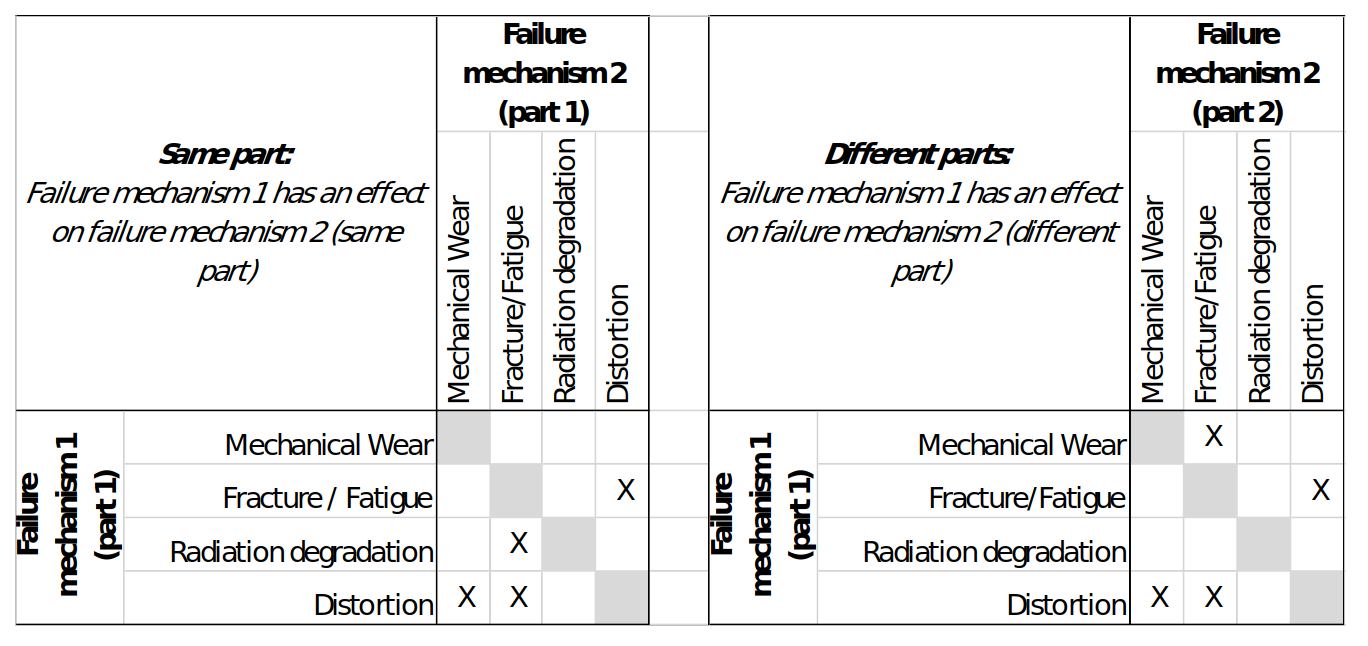 Same part:
Failure mechanism 1 has an effect
on failure mechanism 2 (same
part)
Failure
mechanism 2
(part 1)
Mechanical Wear
Fracture/ Fatigue
Radiation degradation
Distortion
Failure
mechanism 1
(part 1)
Mechanical Wear
Fracture / Fatigue X
Radiation degradation X
Distortion X X
Different parts:
Failure mechanism 1 has an effect
on failure mechanism 2 (different
part)
Failure
mechanism 2
(part 2)
Mechanical Wear
Fracture/ Fatigue
Radiation degradation
Distortion
Failure
mechanism 1
(part 1)
Mechanical Wear X
Fracture/ Fatigue X
Radiation degradation
Distortion X X